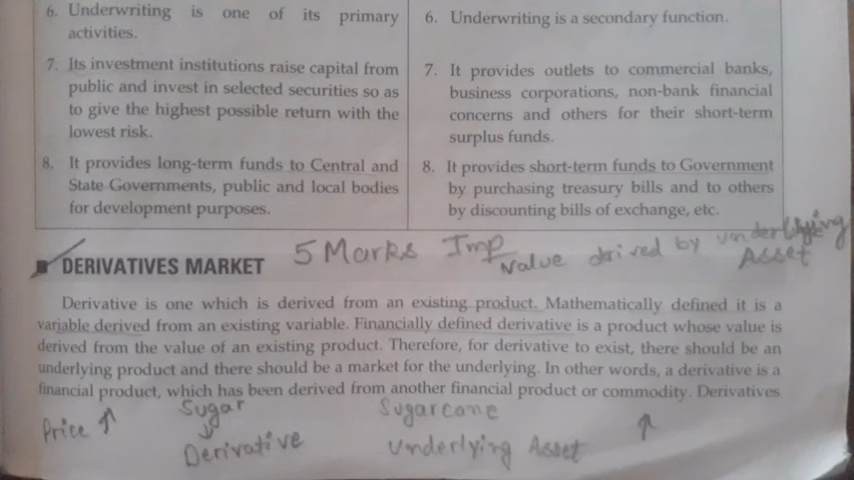 6. Underwriting is one of its primary
activities.
7. Its investment institutions raise capital from
public and invest in selected securities so as
to give the highest possible return with the
lowest risk.
8. It provides long-term funds to Central and
State Governments, public and local bodies
for development purposes.
6. Underwriting is a secondary function.
7. It provides outlets to commercial banks,
business corporations, non-bank financial
concerns and others for their short-term
surplus funds.
8. It provides short-term funds to Government
by purchasing treasury bills and to others
by discounting bills of exchange, etc.
DERIVATIVES MARKET
5 Marks Imp
Value drived by underlying
Asset
Derivative is one which is derived from an existing product. Mathematically defined it is a
variable derived from an existing variable. Financially defined derivative is a product whose value is
derived from the value of an existing product. Therefore, for derivative to exist, there should be an
underlying product and there should be a market for the underlying. In other words, a derivative is a
financial product, which has been derived from another financial product or commodity. Derivatives
Price ↑ Sugar Sugarcane ↑
↓
Derivative Underlying Asset